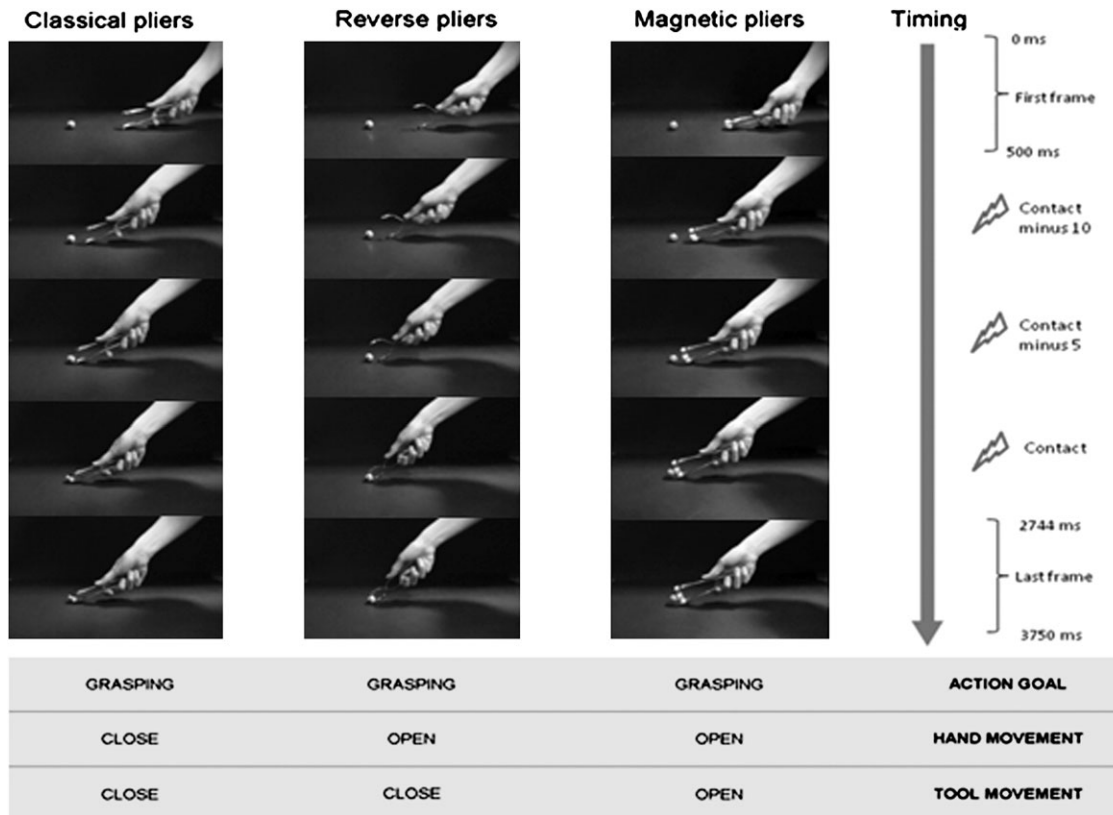 Classical pliers
Reverse pliers
Magnetic pliers
Timing
0 ms
First frame
500 ms
Contact
minus 10
Contact
minus 5
Contact
2744 ms
Last frame
3750 ms
GRASPING GRASPING GRASPING ACTION GOAL
CLOSE OPEN OPEN HAND MOVEMENT
CLOSE CLOSE OPEN TOOL MOVEMENT